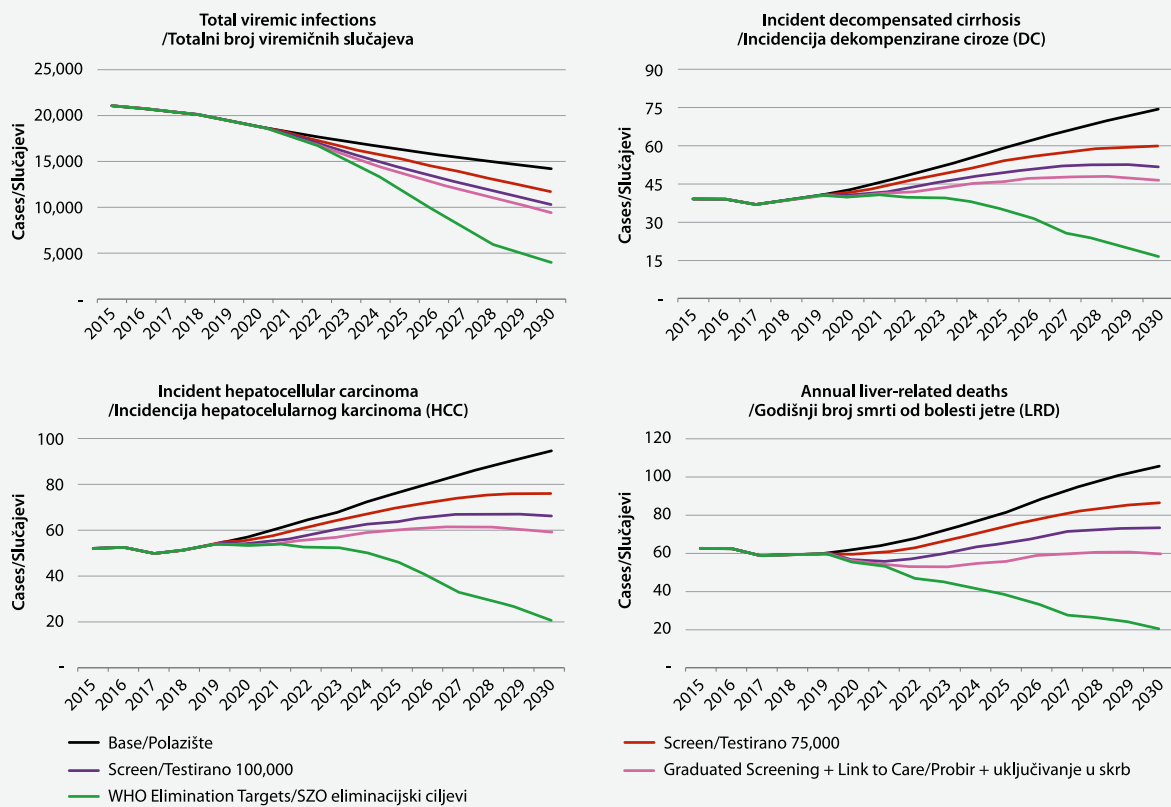 Total viremic infections
/Totalni broj viremičnih slučajeva
Cases/Slučajevi
25,000
20,000
15,000
10,000
5,000
-
2015 2016 2017 2018 2019 2020 2021 2022 2023 2024 2025 2026 2027 2028 2029 2030
Incident decompensated cirrhosis
/Incidencija dekompenzirane ciroze (DC)
Cases/Slučajevi
90
75
60
45
30
15
-
2015 2016 2017 2018 2019 2020 2021 2022 2023 2024 2025 2026 2027 2028 2029 2030
Incident hepatocellular carcinoma
/Incidencija hepatocelularnog karcinoma (HCC)
Cases/Slučajevi
100
80
60
40
20
-
2015 2016 2017 2018 2019 2020 2021 2022 2023 2024 2025 2026 2027 2028 2029 2030
Annual liver-related deaths
/Godišnji broj smrti od bolesti jetre (LRD)
Cases/Slučajevi
120
100
80
60
40
20
-
2015 2016 2017 2018 2019 2020 2021 2022 2023 2024 2025 2026 2027 2028 2029 2030
Base/Polazište
Screen/Testirano 75,000
Screen/Testirano 100,000
Graduated Screening + Link to Care/Probir + uključivanje u skrb
WHO Elimination Targets/SZO eliminacijski ciljevi